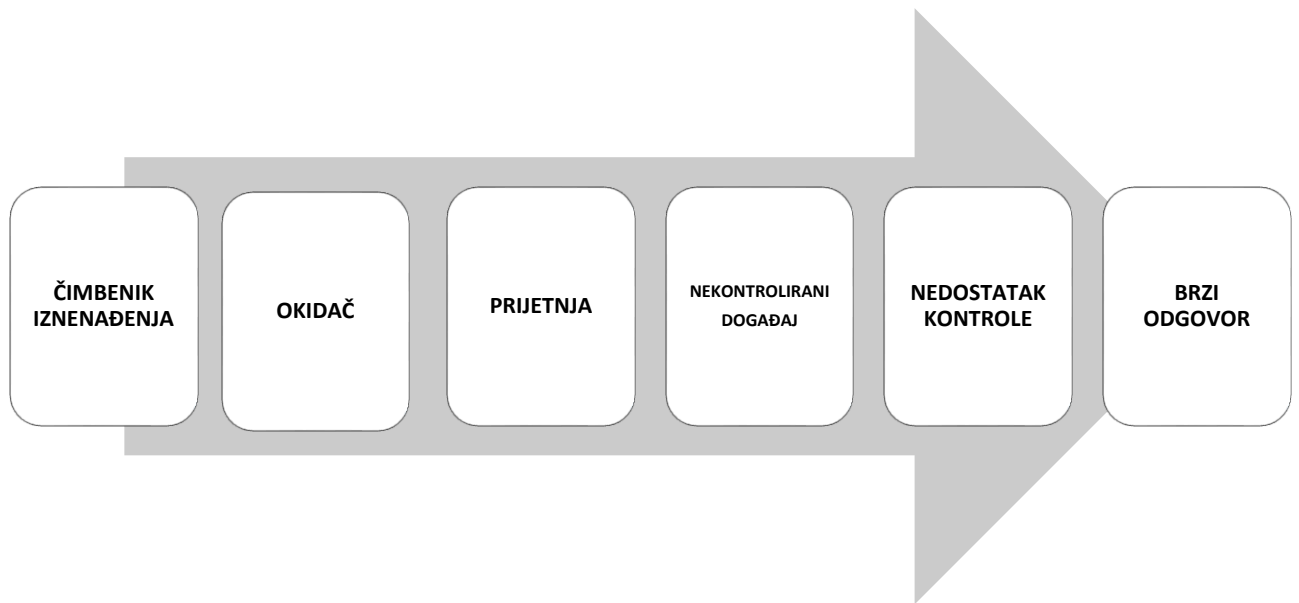 ČIMBENIK
IZNENAĐENJA
OKIDAČ
PRIJETNJA
NEKONTROLIRANI
DOGAĐAJ
NEDOSTATAK
KONTROLE
BRZI
ODGOVOR